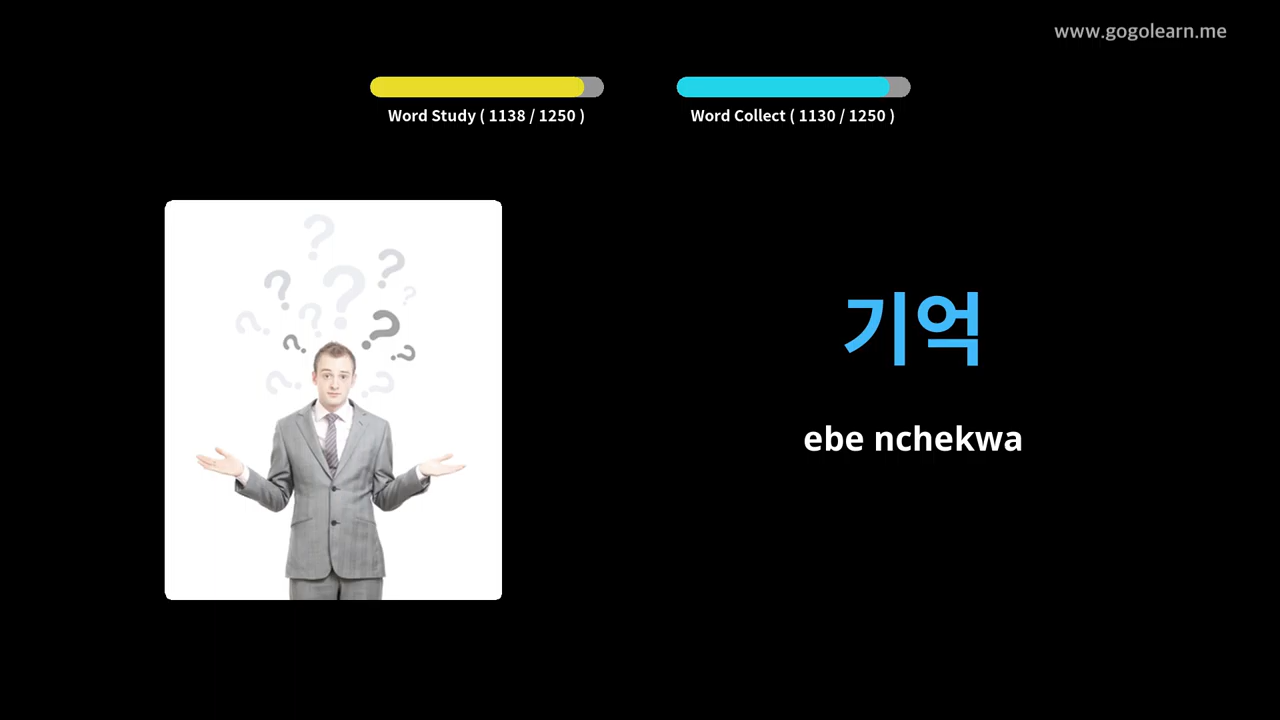 www.gogolearn.me
Word Study ( 1138 / 1250 )
Word Collect ( 1130 / 1250 )
기억
ebe nchekwa